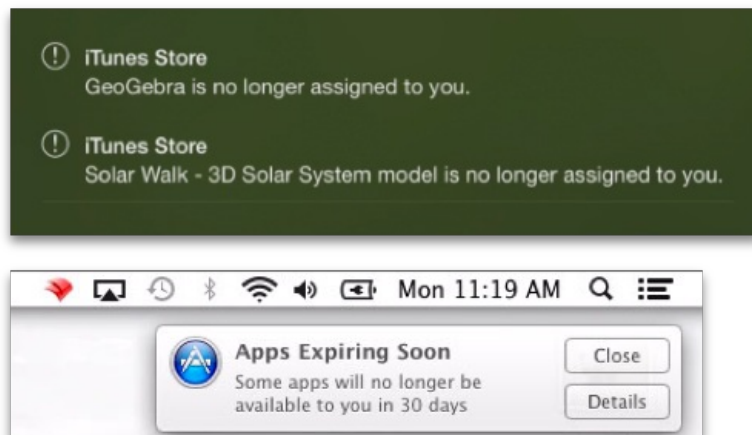 iTunes Store
GeoGebra is no longer assigned to you.
iTunes Store
Solar Walk - 3D Solar System model is no longer assigned to you.
Mon 11:19 AM
Apps Expiring Soon
Close
Some apps will no longer be
available to you in 30 days
Details